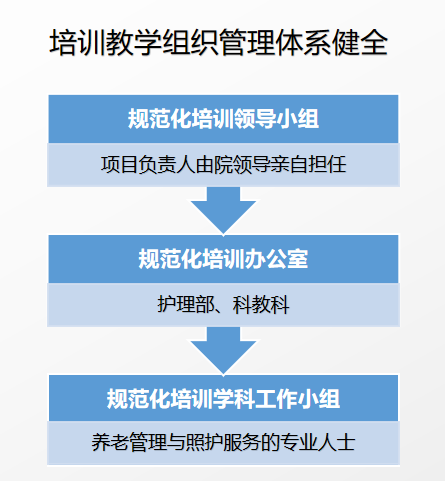 培训教学组织管理体系健全
规范化培训领导小组
项目负责人由院领导亲自担任
规范化培训办公室
护理部、科教科
规范化培训学科工作小组
养老管理与照护服务的专业人士